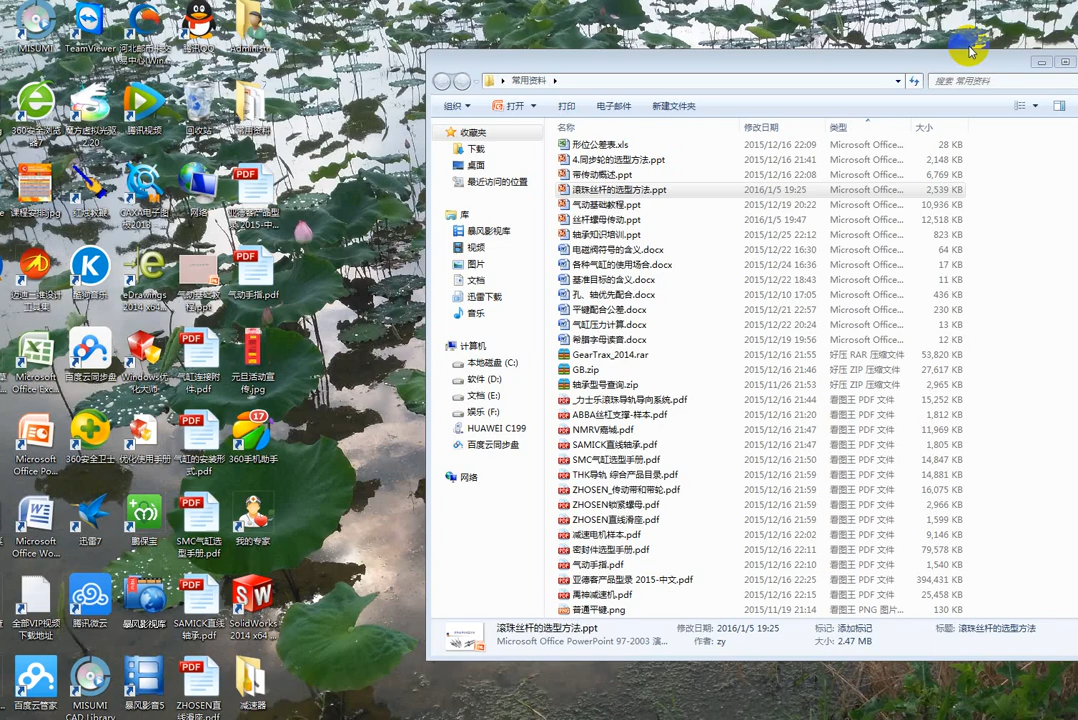 MISUMI
TeamViewer
河北邮币卡交
易中心(Win...
腾讯QQ
Administ...
360安全浏览
器7
魔方虚拟光驱
2.20
腾讯视频
回收站
常用资料
课程安排.jpg
CAXA电子图
网络
亚德客产品型
录 2015-中...
迈迪三维设计
工具集
酷狗音乐
eDrawings
2014 x64 ...
气动基础教
程.ppt
气动手指.pdf
Microsoft
Office Exc...
百度云同步盘
Windows优
化大师
气缸连接附
件.pdf
元旦活动宣
传.jpg
Microsoft
Office Po...
360安全卫士
优化使用手册
气缸的安装形
式.pdf
17
360手机助手
Microsoft
Office Wo...
迅雷7
鹏保宝
SMC气缸选
型手册.pdf
我的专家
全部VIP视频
下载地址
腾讯微云
暴风影视库
SAMICK直线
轴承.pdf
SolidWorks
2014 x64 ...
百度云管家
MISUMI
CAD Library
暴风影音5
ZHOSEN直
线滑座.pdf
减速器
常用资料
搜索 常用资料
组织 打开 打印 电子邮件 新建文件夹
收藏夹
下载
桌面
最近访问的位置
库
暴风影视库
视频
图片
文档
迅雷下载
音乐
计算机
本地磁盘 (C:)
软件 (D:)
文档 (E:)
娱乐 (F:)
HUAWEI C199
百度云同步盘
网络
名称 修改日期 类型 大小
形位公差表.xls 2015/12/16 22:09 Microsoft Office... 28 KB
4.同步轮的选型方法.ppt 2015/12/16 21:41 Microsoft Office... 2,148 KB
带传动概述.ppt 2015/12/16 22:08 Microsoft Office... 6,769 KB
滚珠丝杆的选型方法.ppt 2016/1/5 19:25 Microsoft Office... 2,539 KB
气动基础教程.ppt 2015/12/19 20:22 Microsoft Office... 10,936 KB
丝杆螺母传动.ppt 2016/1/5 19:47 Microsoft Office... 12,518 KB
轴承知识培训.ppt 2015/12/25 22:12 Microsoft Office... 823 KB
电磁阀符号的含义.docx 2015/12/22 16:30 Microsoft Office... 64 KB
各种气缸的使用场合.docx 2015/12/24 16:36 Microsoft Office... 17 KB
基准目标的含义.docx 2015/12/22 18:43 Microsoft Office... 11 KB
孔、轴优先配合.docx 2015/12/10 17:05 Microsoft Office... 436 KB
平键配合公差.docx 2015/12/21 22:57 Microsoft Office... 230 KB
气缸压力计算.docx 2015/12/22 20:24 Microsoft Office... 13 KB
希腊字母读音.docx 2015/12/19 19:56 Microsoft Office... 12 KB
GearTrax_2014.rar 2015/12/16 21:55 好压 RAR 压缩文件 53,820 KB
GB.zip 2015/12/16 21:46 好压 ZIP 压缩文件 27,617 KB
轴承型号查询.zip 2015/11/26 21:53 好压 ZIP 压缩文件 2,965 KB
_力士乐滚珠导轨导向系统.pdf 2015/12/16 21:44 看图王 PDF 文件 15,252 KB
ABBA丝杠支撑-样本.pdf 2015/12/16 21:20 看图王 PDF 文件 1,812 KB
NMRV嘉城.pdf 2015/12/16 21:47 看图王 PDF 文件 11,969 KB
SAMICK直线轴承.pdf 2015/12/16 21:47 看图王 PDF 文件 1,805 KB
SMC气缸选型手册.pdf 2015/12/16 21:50 看图王 PDF 文件 14,847 KB
THK导轨 综合产品目录.pdf 2015/12/16 21:59 看图王 PDF 文件 14,881 KB
ZHOSEN_传动带和带轮.pdf 2015/12/16 21:59 看图王 PDF 文件 16,075 KB
ZHOSEN锁紧螺母.pdf 2015/12/16 21:59 看图王 PDF 文件 2,966 KB
ZHOSEN直线滑座.pdf 2015/12/16 21:59 看图王 PDF 文件 1,599 KB
减速电机样本.pdf 2015/12/16 22:02 看图王 PDF 文件 9,146 KB
密封件选型手册.pdf 2015/12/16 22:11 看图王 PDF 文件 79,578 KB
气动手指.pdf 2015/12/16 22:10 看图王 PDF 文件 1,540 KB
亚德客产品型录 2015-中文.pdf 2015/12/16 22:25 看图王 PDF 文件 394,431 KB
禹神减速机.pdf 2015/12/16 22:15 看图王 PDF 文件 25,458 KB
普通平键.png 2015/11/19 21:14 看图王 PNG 图片... 130 KB
滚珠丝杆的选型方法.ppt 修改日期: 2016/1/5 19:25 标记: 添加标记 标题: 滚珠丝杆的选型方法
Microsoft Office PowerPoint 97-2003 演... 作者: zy 大小: 2.47 MB